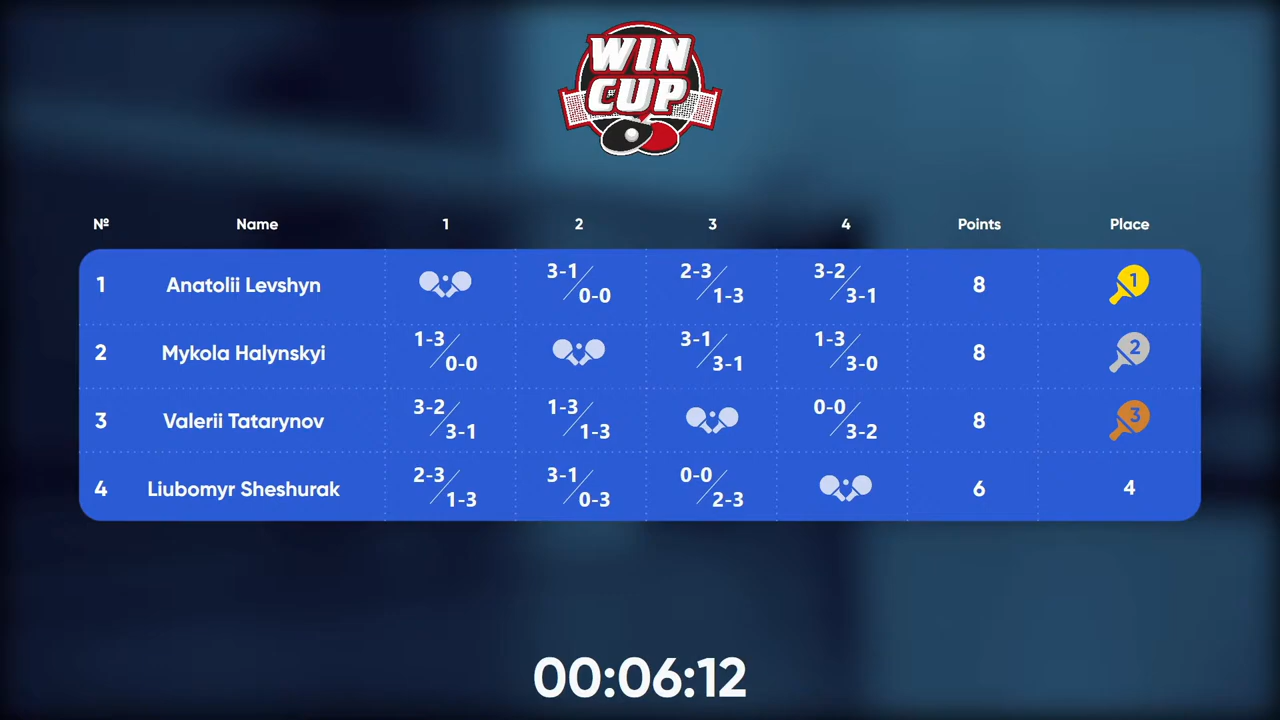 WIN
CUP
№ Name 1 2 3 4 Points Place
1 Anatolii Levshyn 3-1/0-0 2-3/1-3 3-2/3-1 8 1
2 Mykola Halynskyi 1-3/0-0 3-1/3-1 1-3/3-0 8 2
3 Valerii Tatarynov 3-2/3-1 1-3/1-3 0-0/3-2 8 3
4 Liubomyr Sheshurak 2-3/1-3 3-1/0-3 0-0/2-3 6 4
00:06:12